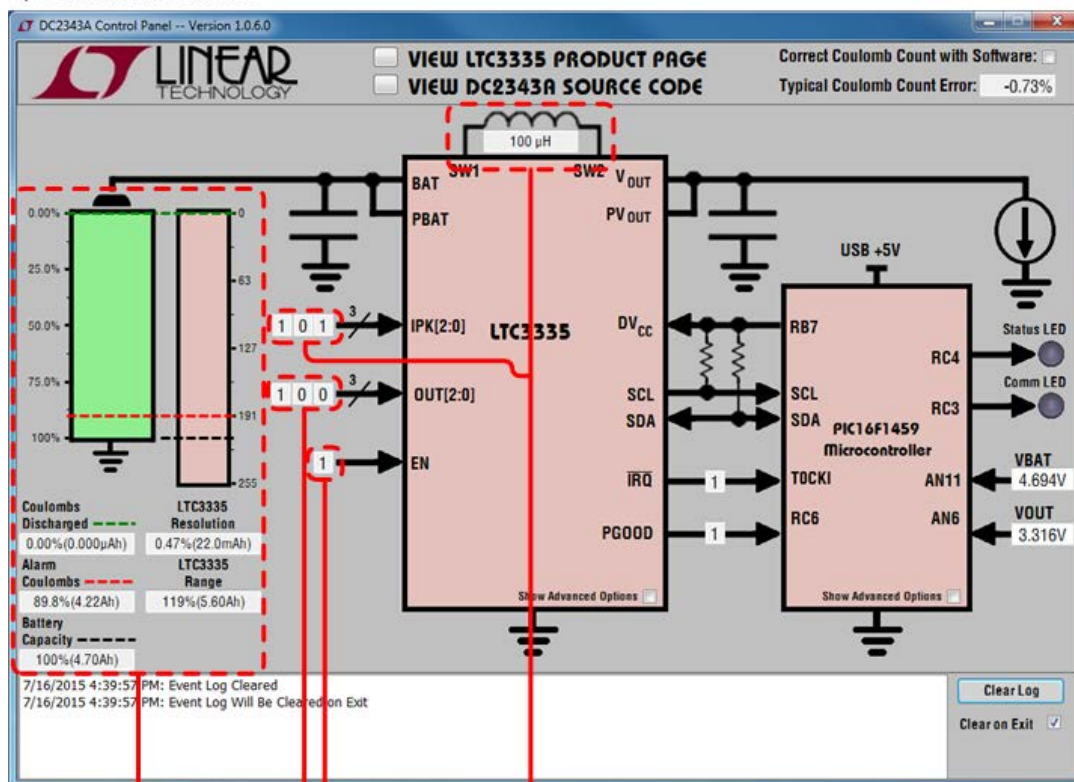 DC2343A Control Panel -- Version 1.0.6.0
LINEAR
TECHNOLOGY
VIEW LTC3335 PRODUCT PAGE
VIEW DC2343A SOURCE CODE
Correct Coulomb Count with Software:
Typical Coulomb Count Error: -0.73%
100 µH
SW1
SW2
BAT
PBAT
IPK[2:0]
OUT[2:0]
EN
LTC3335
VOUT
PVOUT
DVCC
SCL
SDA
IRQ
PGOOD
Show Advanced Options
0.00%
25.0%
50.0%
75.0%
100%
0
63
127
191
255
1 0 1
3
1 0 0
3
1
1
1
USB +5V
RB7
SCL
SDA
T0CKI
RC6
PIC16F1459
Microcontroller
RC4
RC3
AN11
AN6
Show Advanced Options
Status LED
Comm LED
VBAT
4.694V
VOUT
3.316V
Coulombs
Discharged
0.00%(0.000µAh)
LTC3335
Resolution
0.47%(22.0mAh)
Alarm
Coulombs
89.8%(4.22Ah)
LTC3335
Range
119%(5.60Ah)
Battery
Capacity
100%(4.70Ah)
7/16/2015 4:39:57 PM: Event Log Cleared
7/16/2015 4:39:57 PM: Event Log Will Be Cleared on Exit
Clear Log
Clear on Exit